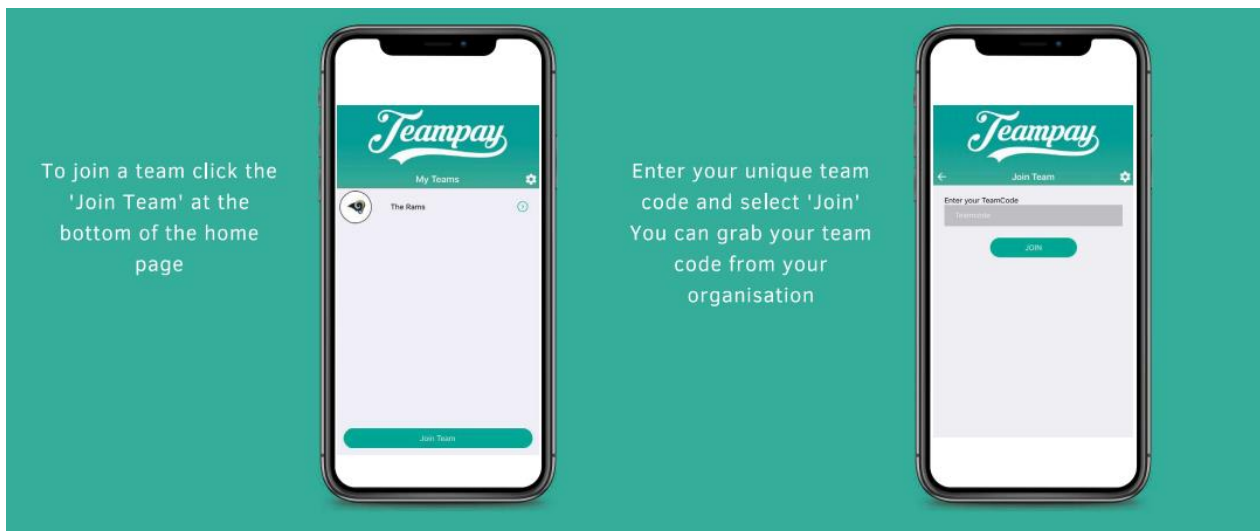 To join a team click the
'Join Team' at the
bottom of the home
page
Teampay
My Teams
The Rams
Join Team
Enter your unique team
code and select 'Join'
You can grab your team
code from your
organisation
Teampay
Join Team
Enter your TeamCode
Teamcode
JOIN